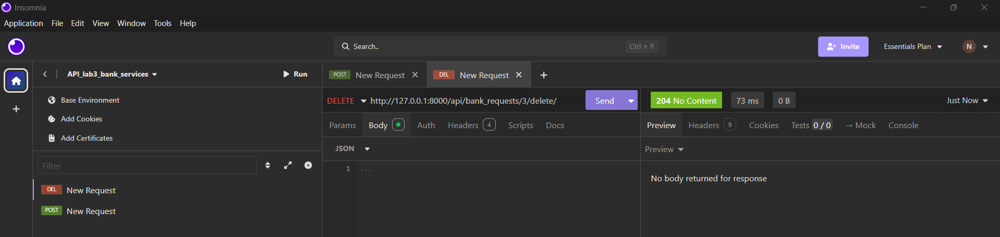 Insomnia
Application File Edit View Window Tools Help
Search.. Ctrl + P
Invite Essentials Plan N
API_lab3_bank_services Run
POST New Request DEL New Request
Base Environment
Add Cookies
Add Certificates
Filter
DEL New Request
POST New Request
DELETE http://127.0.0.1:8000/api/bank_requests/3/delete/ Send
Params Body Auth Headers 4 Scripts Docs
JSON
1 ...
204 No Content 73 ms 0 B Just Now
Preview Headers 9 Cookies Tests 0 / 0 → Mock Console
Preview
No body returned for response